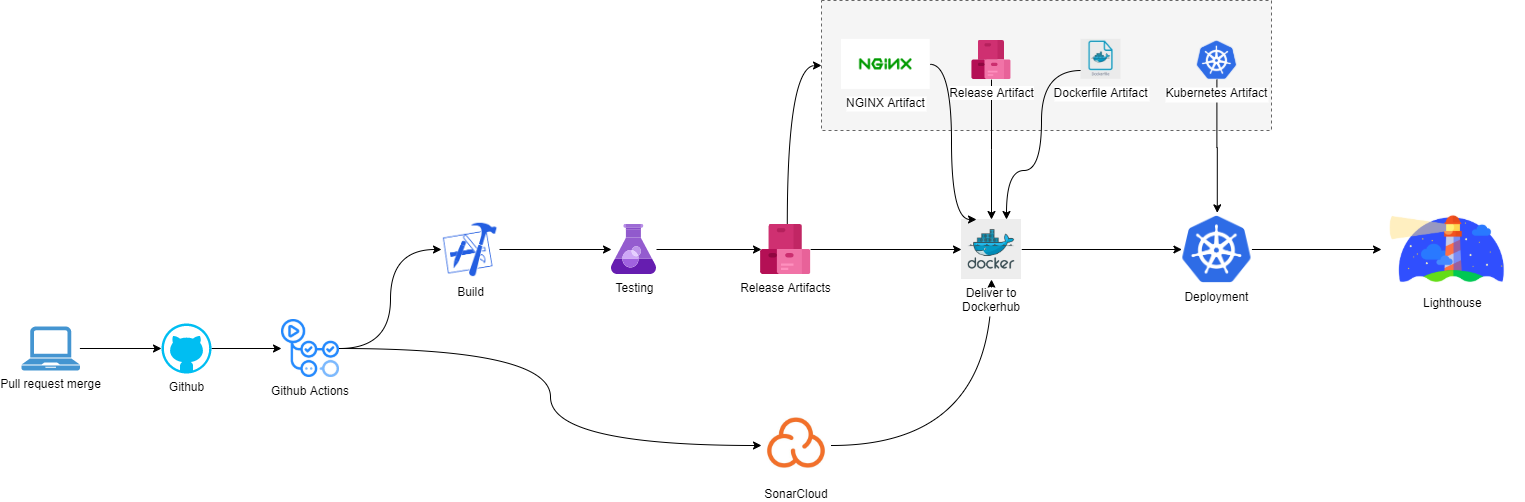 NGINX
NGINX Artifact
Release Artifact
Dockerfile Artifact
Kubernetes Artifact
Build
Testing
Release Artifacts
docker
Deliver to
Dockerhub
Deployment
Lighthouse
Pull request merge
Github
Github Actions
SonarCloud